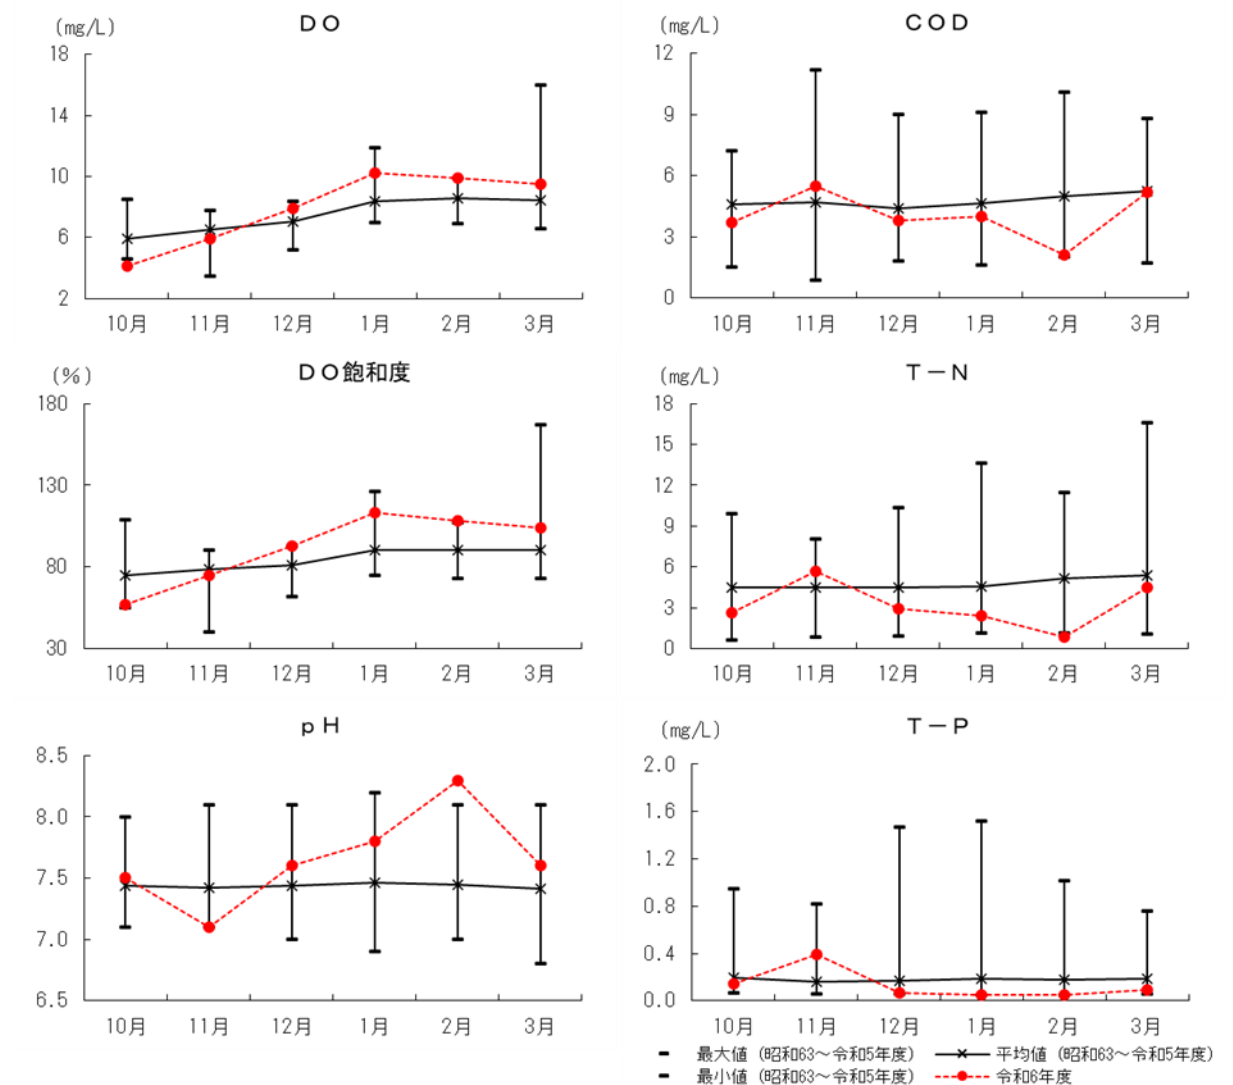 ＤＯ
(mg/L)
18
14
10
6
2
10月 11月 12月 1月 2月 3月
ＣＯＤ
(mg/L)
12
9
6
3
0
10月 11月 12月 1月 2月 3月
ＤＯ飽和度
(％)
180
130
80
30
10月 11月 12月 1月 2月 3月
Ｔ－Ｎ
(mg/L)
18
15
12
9
6
3
0
10月 11月 12月 1月 2月 3月
ｐＨ
8.5
8.0
7.5
7.0
6.5
10月 11月 12月 1月 2月 3月
Ｔ－Ｐ
(mg/L)
2.0
1.6
1.2
0.8
0.4
0.0
10月 11月 12月 1月 2月 3月
最大値（昭和63～令和5年度） 平均値（昭和63～令和5年度）
最小値（昭和63～令和5年度） 令和6年度